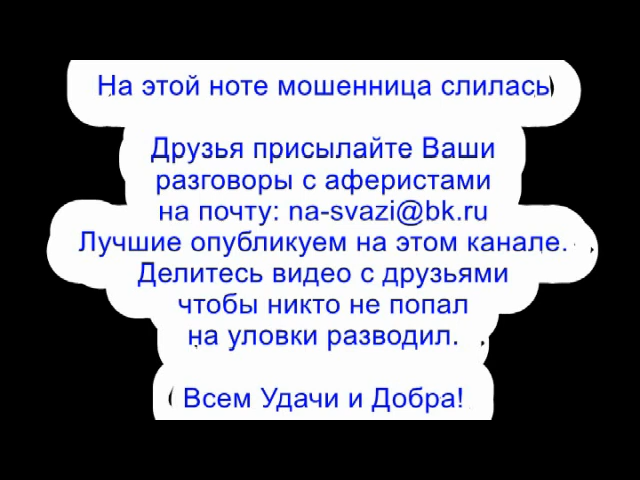 На этой ноте мошенница слилась
Друзья присылайте Ваши
разговоры с аферистами
на почту: na-svazi@bk.ru
Лучшие опубликуем на этом канале.
Делитесь видео с друзьями
чтобы никто не попал
на уловки разводил.
Всем Удачи и Добра!